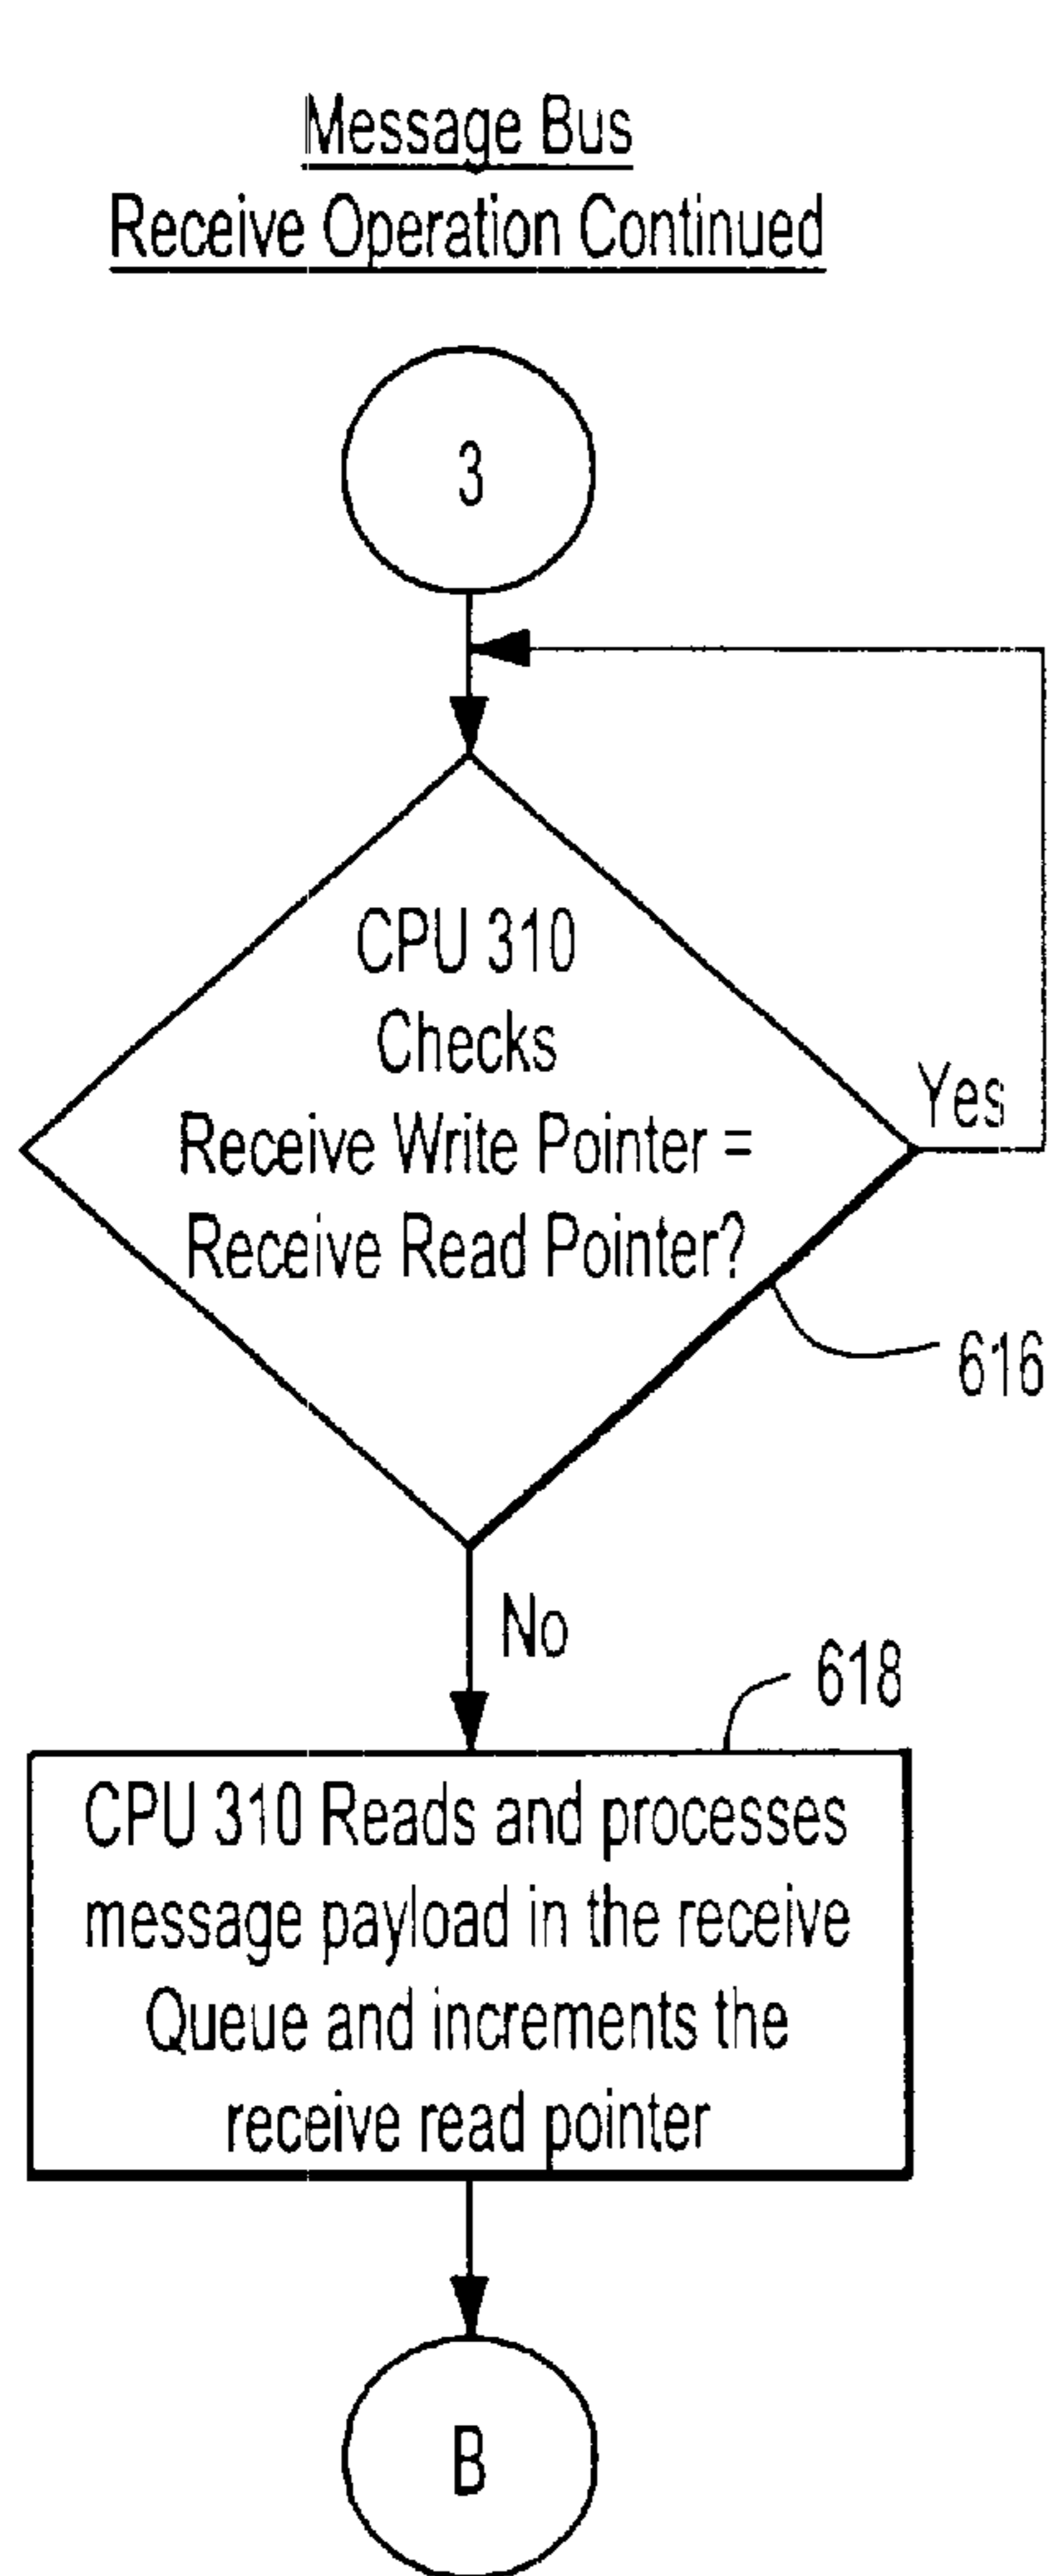 Message Bus
Receive Operation Continued
3
CPU 310
Checks
Receive Write Pointer =
Receive Read Pointer?
Yes
616
No
618
CPU 310 Reads and processes
message payload in the receive
Queue and increments the
receive read pointer
B